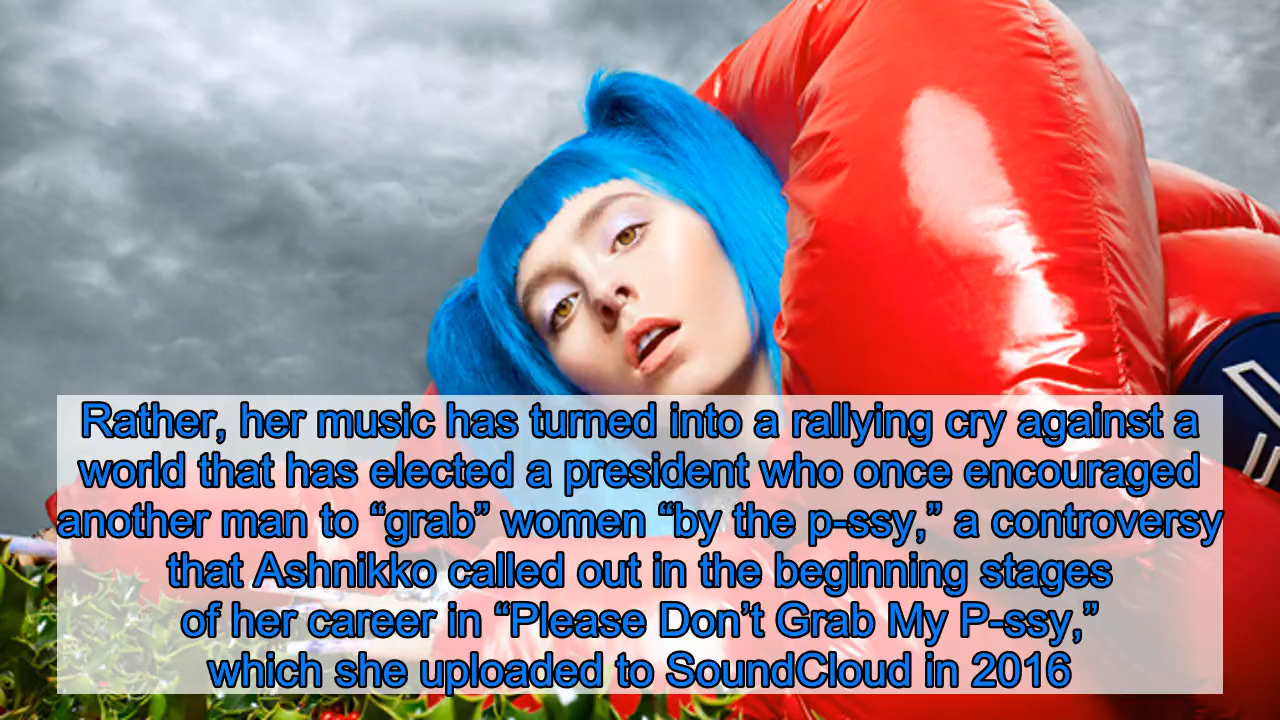 Rather, her music has turned into a rallying cry against a
world that has elected a president who once encouraged
another man to “grab” women “by the p-ssy,” a controversy
that Ashnikko called out in the beginning stages
of her career in “Please Don’t Grab My P-ssy,”
which she uploaded to SoundCloud in 2016